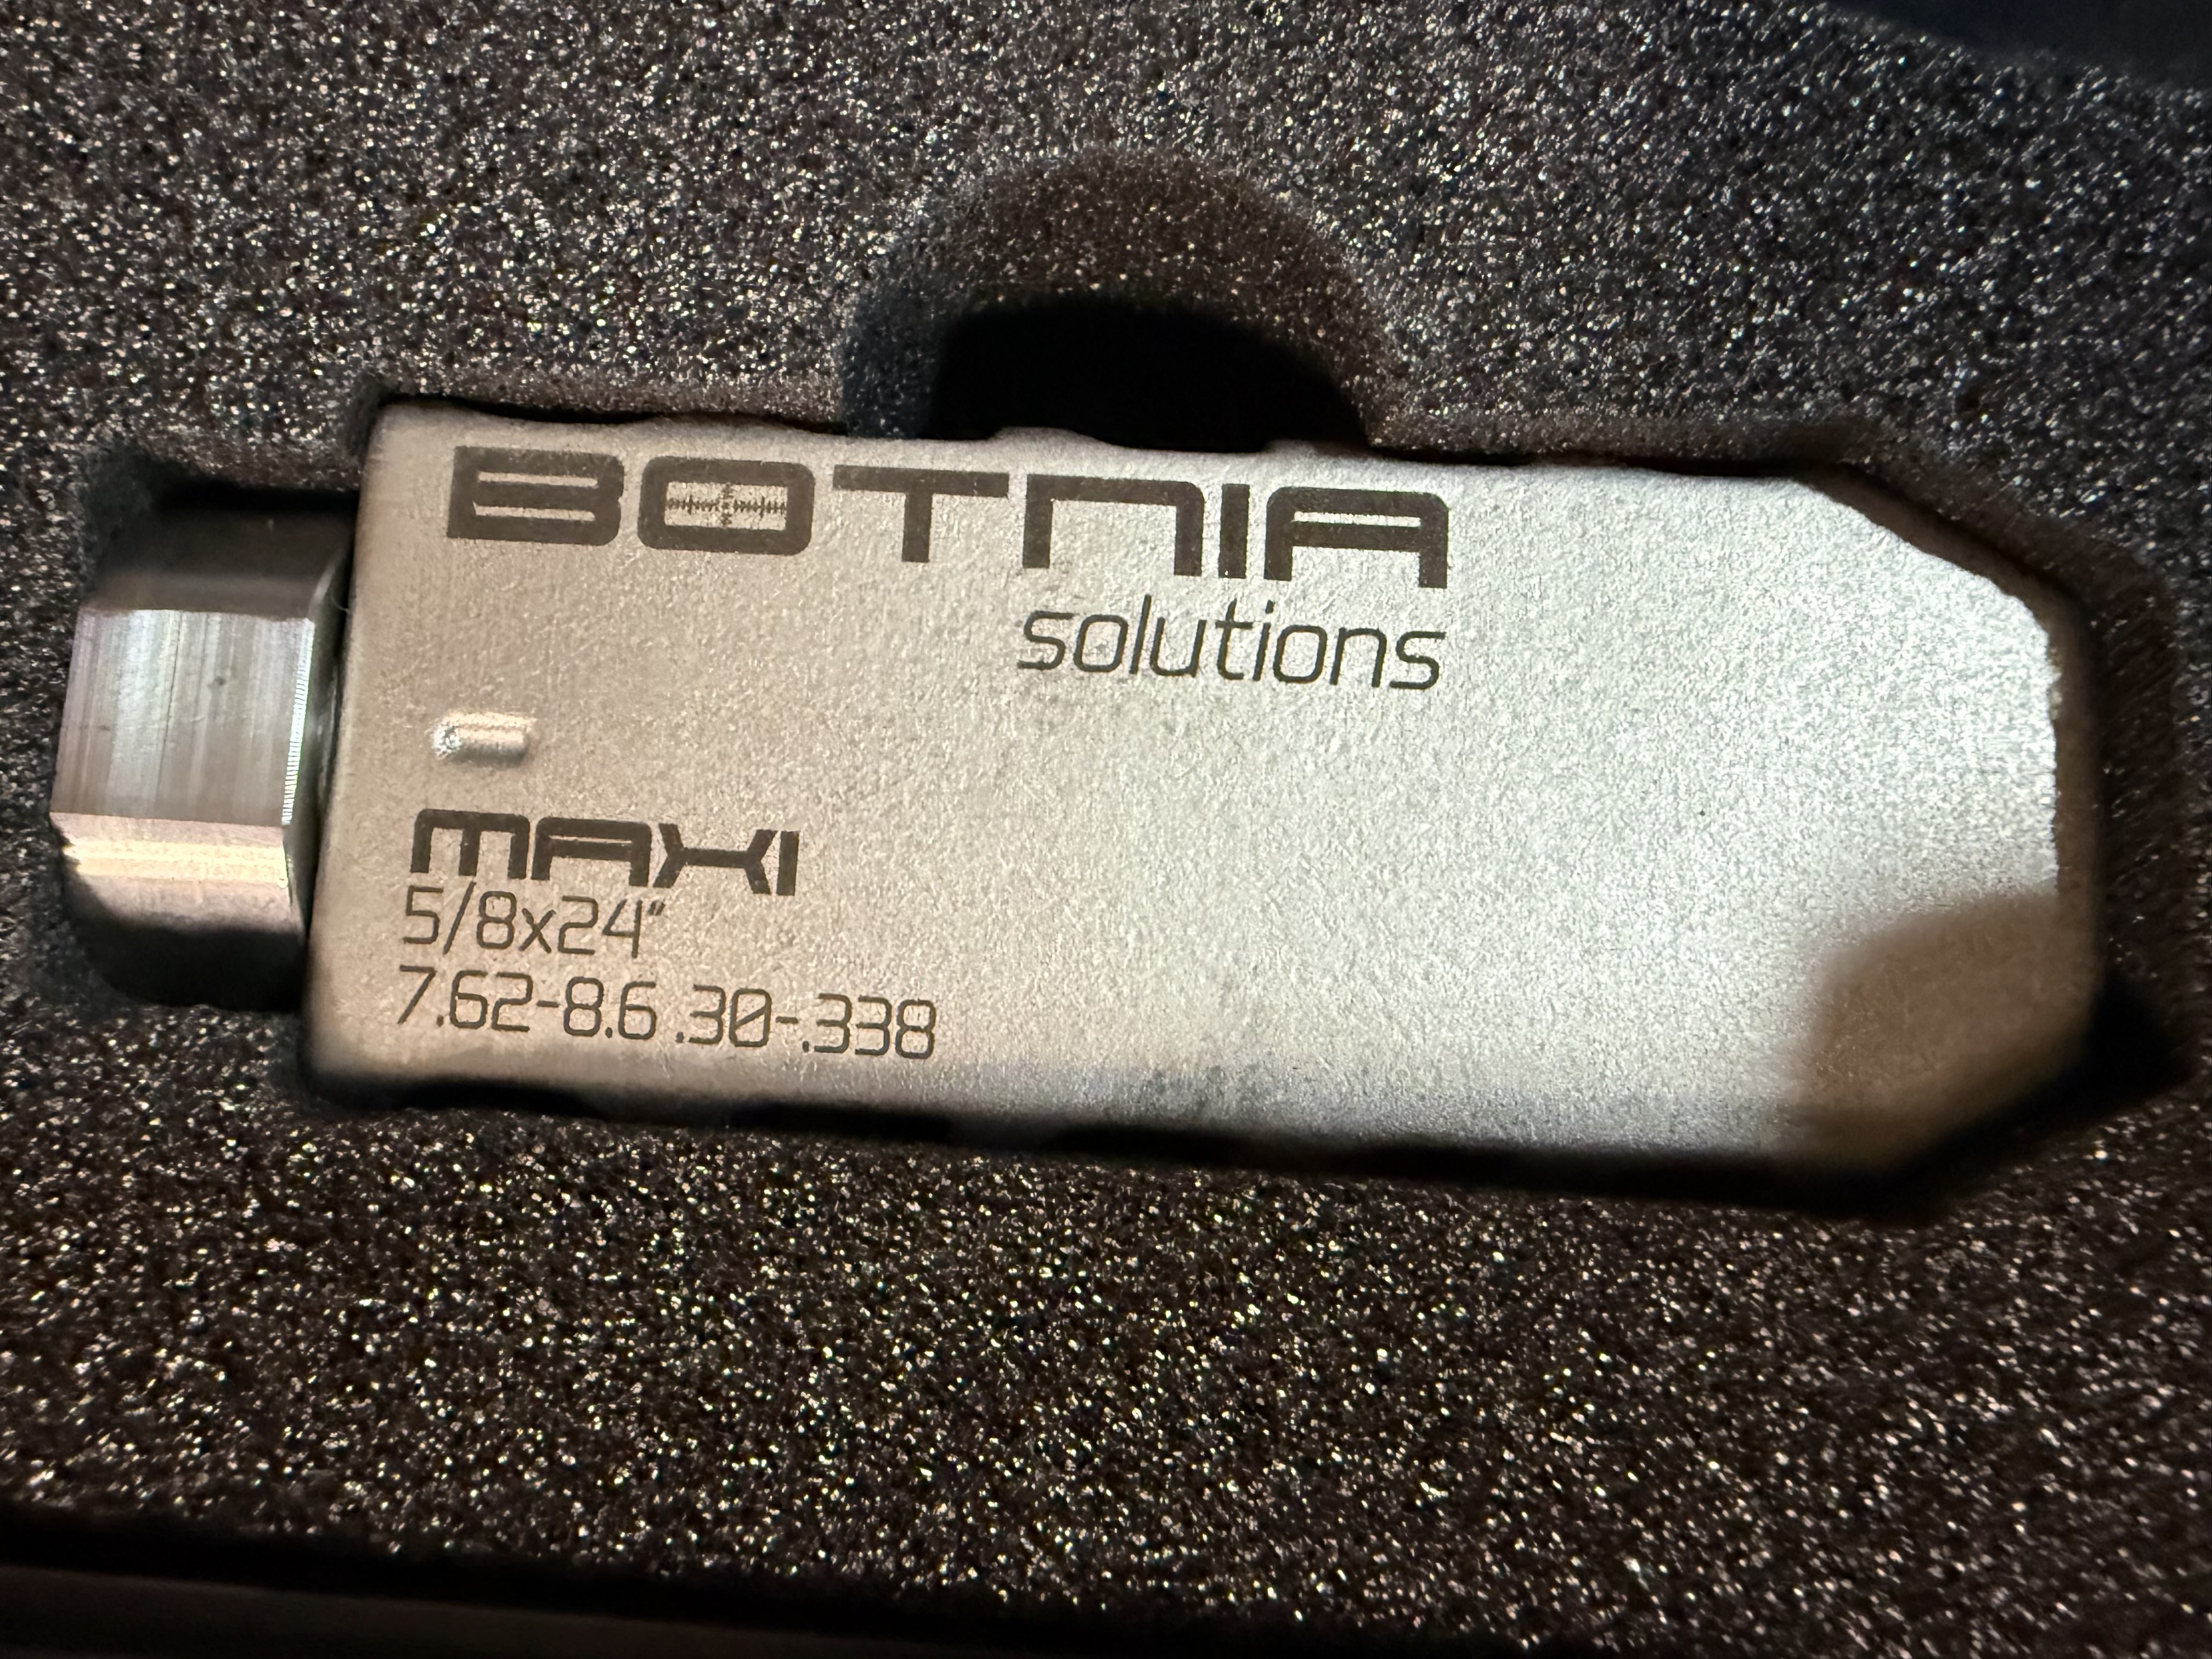 BOTNIA
solutions
MAXI
5/8x24"
7.62-8.6 .30-.338